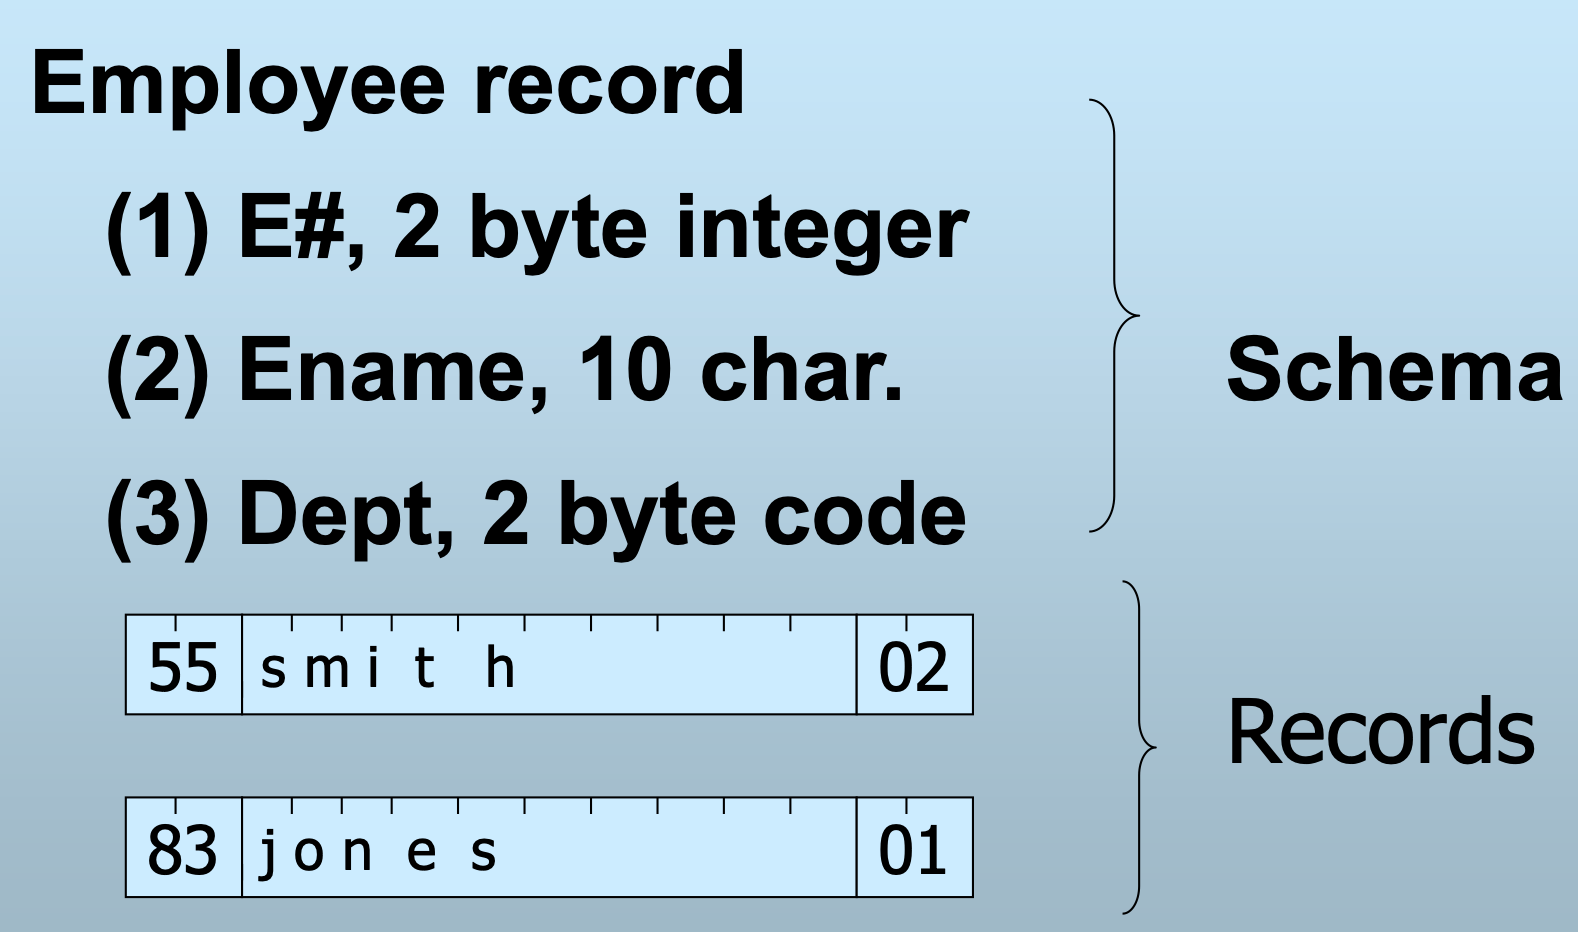 Employee record
(1) E#, 2 byte integer
(2) Ename, 10 char.
(3) Dept, 2 byte code
Schema
55 s m i t h 02
83 j o n e s 01
Records